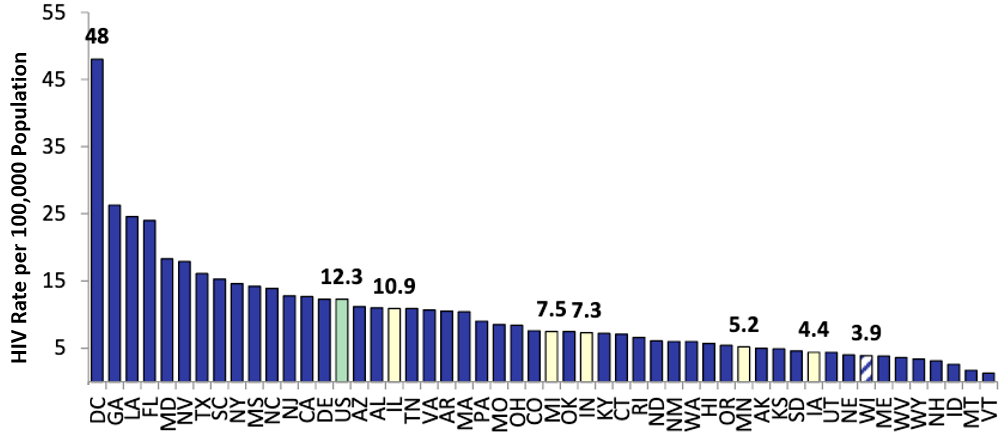 HIV Rate per 100,000 Population
55
45
35
25
15
5
48
12.3
10.9
7.5
7.3
5.2
4.4
3.9
DC
GA
LA
FL
MD
NV
TX
SC
NY
MS
NC
NJ
CA
DE
US
AZ
AL
IL
TN
VA
AR
MA
PA
MO
OH
CO
MI
OK
IN
KY
CT
RI
ND
NM
WA
HI
OR
MN
AK
KS
SD
IA
UT
NE
WI
ME
WV
WY
NH
ID
MT
VT